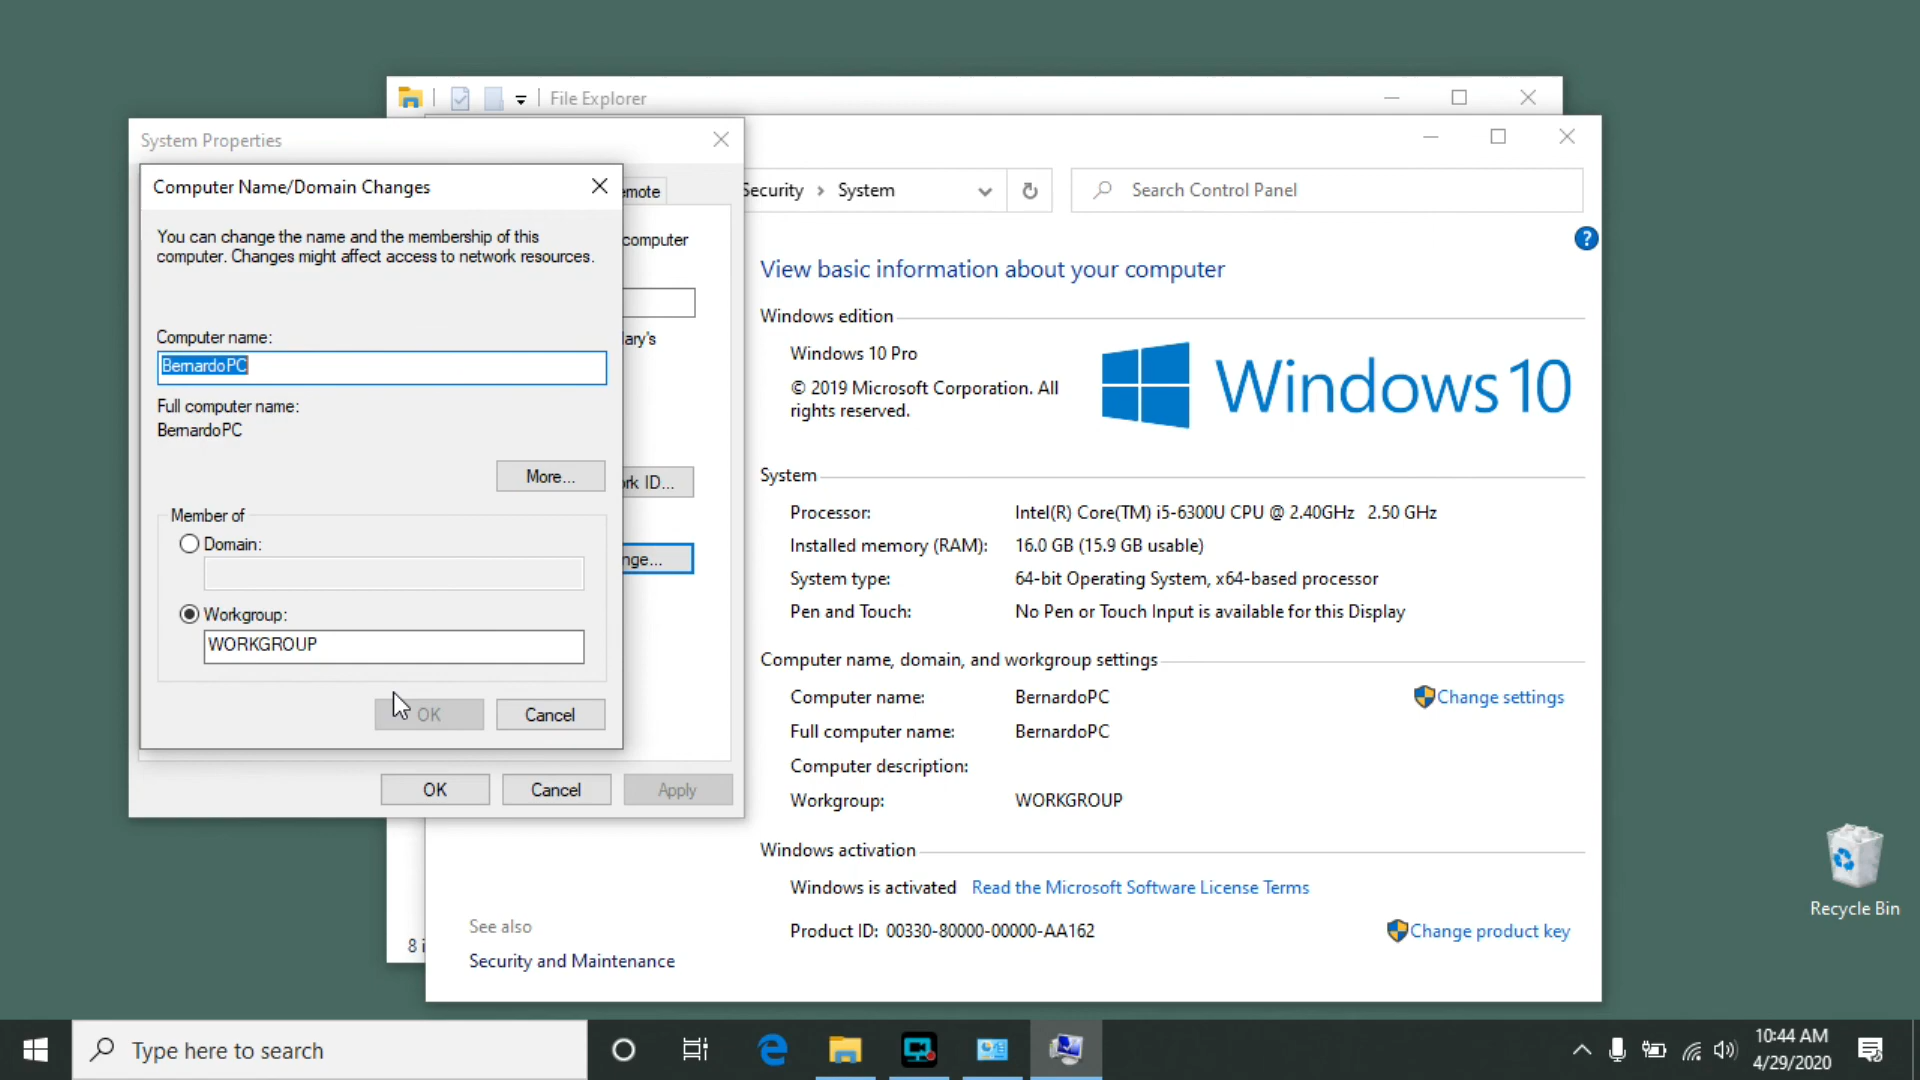 File Explorer
System Properties
Computer Name/Domain Changes
emote
Security > System
Search Control Panel
You can change the name and the membership of this
computer. Changes might affect access to network resources.
computer
Computer name:
BernardoPC
ary's
Full computer name:
BernardoPC
More...
rk ID...
Member of
Domain:
nge...
Workgroup:
WORKGROUP
OK
Cancel
OK
Cancel
Apply
?
View basic information about your computer
Windows edition
Windows 10 Pro
© 2019 Microsoft Corporation. All
rights reserved.
Windows 10
System
Processor: Intel(R) Core(TM) i5-6300U CPU @ 2.40GHz 2.50 GHz
Installed memory (RAM): 16.0 GB (15.9 GB usable)
System type: 64-bit Operating System, x64-based processor
Pen and Touch: No Pen or Touch Input is available for this Display
Computer name, domain, and workgroup settings
Computer name: BernardoPC Change settings
Full computer name: BernardoPC
Computer description:
Workgroup: WORKGROUP
Windows activation
Windows is activated Read the Microsoft Software License Terms
Product ID: 00330-80000-00000-AA162 Change product key
See also
Security and Maintenance
8 i
Recycle Bin
Type here to search
10:44 AM
4/29/2020